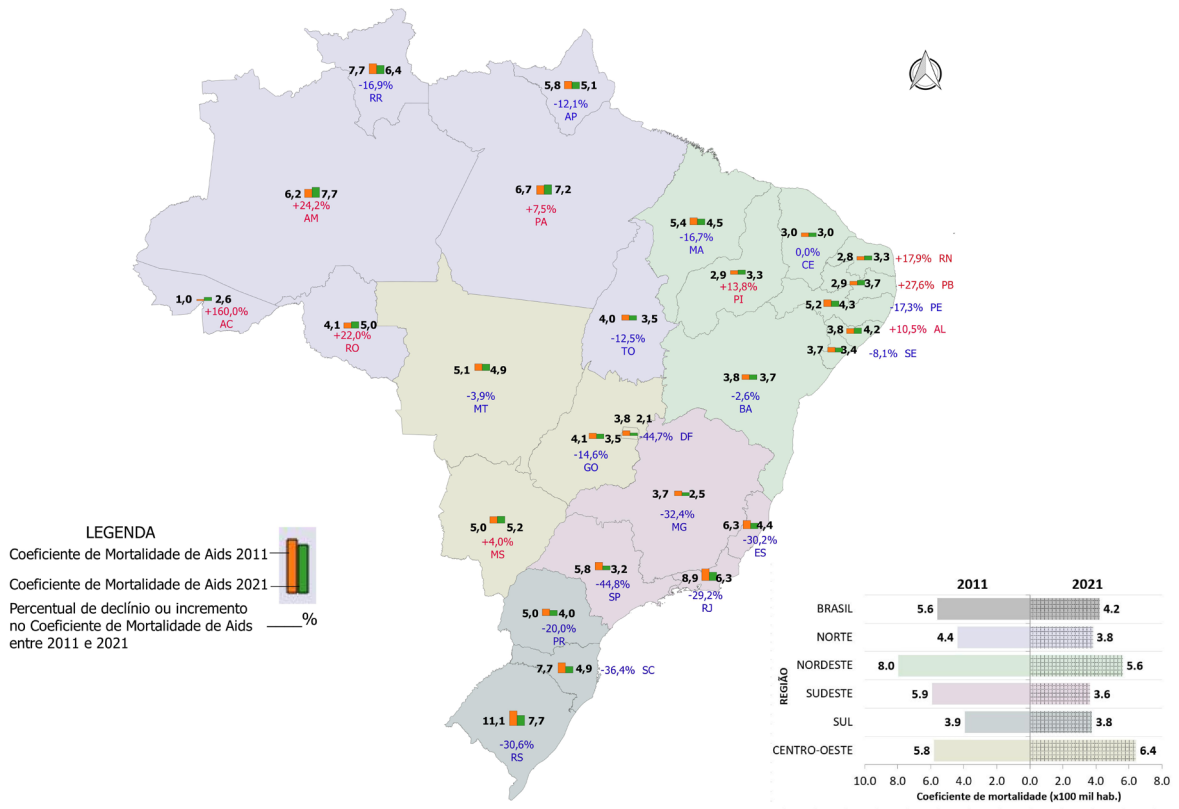 7,7 6,4
-16,9%
RR
5,8 5,1
-12,1%
AP
6,2 7,7
+24,2%
AM
6,7 7,2
+7,5%
PA
5,4 4,5
-16,7%
MA
3,0 3,0
0,0%
CE
2,8 3,3 +17,9% RN
2,9 3,3
+13,8%
PI
2,9 3,7 +27,6% PB
5,2 4,3 -17,3% PE
3,8 4,2 +10,5% AL
3,7 3,4 -8,1% SE
1,0 2,6
+160,0%
AC
4,1 5,0
+22,0%
RO
4,0 3,5
-12,5%
TO
5,1 4,9
-3,9%
MT
3,8 3,7
-2,6%
BA
3,8 2,1
-44,7% DF
4,1 3,5
-14,6%
GO
3,7 2,5
-32,4%
MG
6,3 4,4
-30,2%
ES
5,0 5,2
+4,0%
MS
5,8 3,2
-44,8%
SP
8,9 6,3
-29,2%
RJ
5,0 4,0
-20,0%
PR
7,7 4,9 -36,4% SC
11,1 7,7
-30,6%
RS
LEGENDA
Coeficiente de Mortalidade de Aids 2011
Coeficiente de Mortalidade de Aids 2021
Percentual de declínio ou incremento
no Coeficiente de Mortalidade de Aids %
entre 2011 e 2021
2011 2021
REGIÃO
BRASIL 5.6 4.2
NORTE 4.4 3.8
NORDESTE 8.0 5.6
SUDESTE 5.9 3.6
SUL 3.9 3.8
CENTRO-OESTE 5.8 6.4
10.0 8.0 6.0 4.0 2.0 0.0 2.0 4.0 6.0 8.0
Coeficiente de mortalidade (x100 mil hab.)